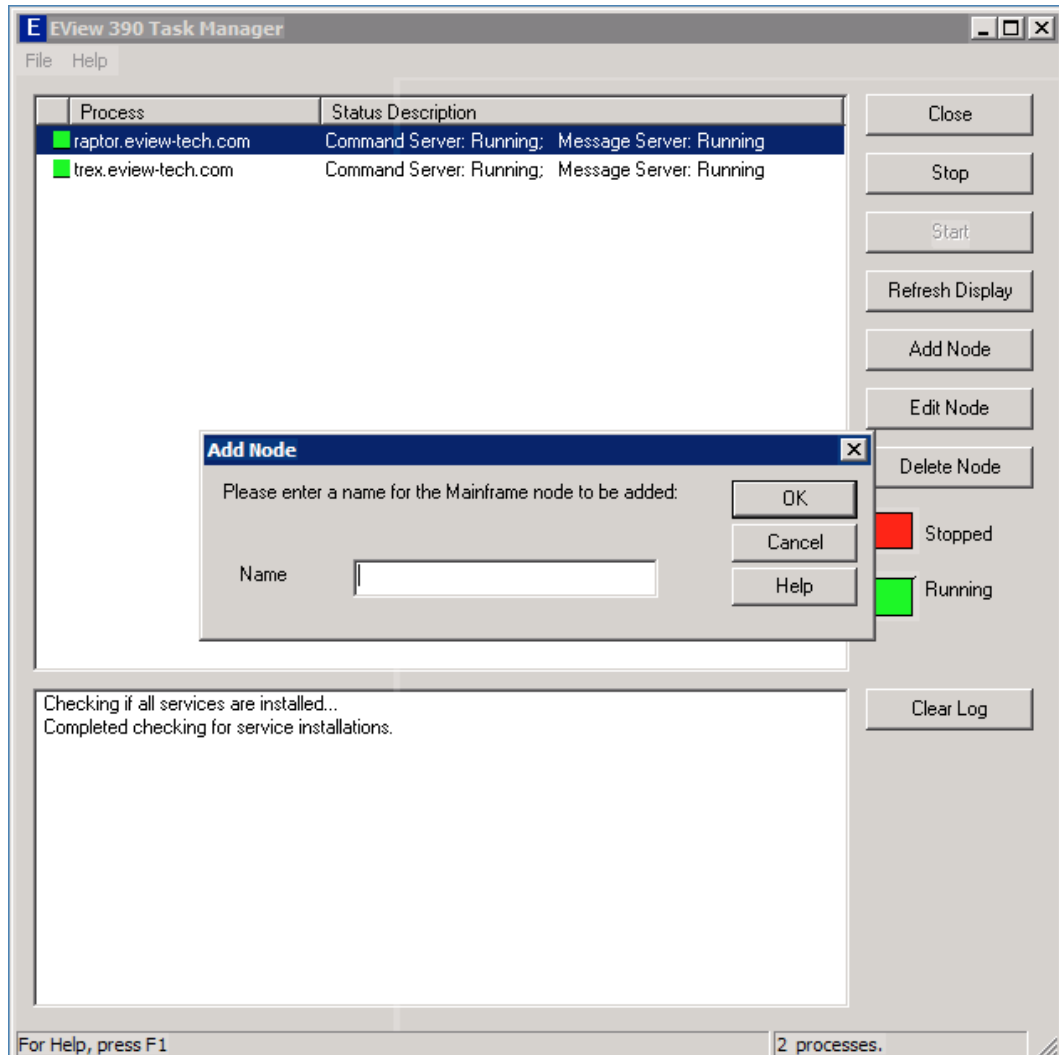 E EView 390 Task Manager
File Help
Process Status Description
raptor.eview-tech.com Command Server: Running; Message Server: Running
trex.eview-tech.com Command Server: Running; Message Server: Running
Close
Stop
Start
Refresh Display
Add Node
Edit Node
Delete Node
Stopped
Running
Add Node
Please enter a name for the Mainframe node to be added:
Name
OK
Cancel
Help
Checking if all services are installed...
Completed checking for service installations.
Clear Log
For Help, press F1 2 processes.